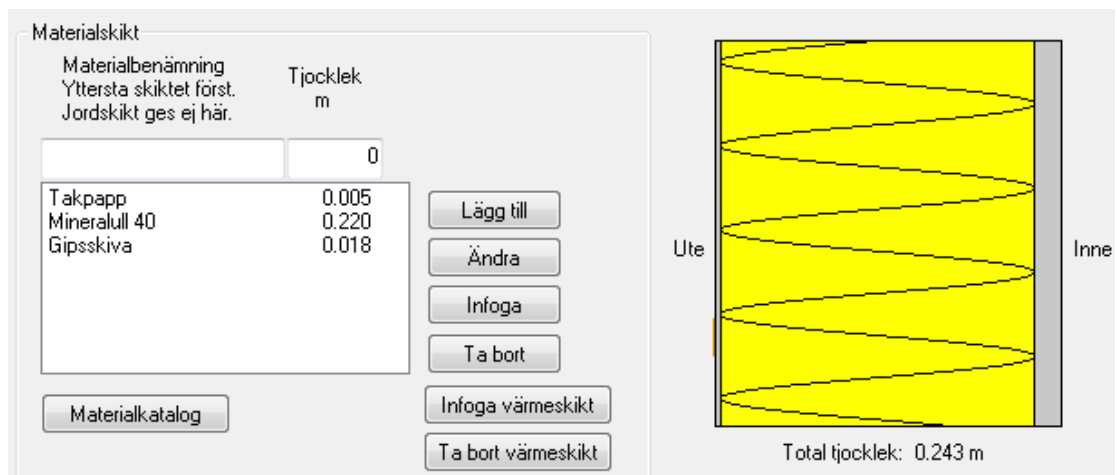 Materialskikt
Materialbenämning
Yttersta skiktet först.
Jordskikt ges ej här.
Tjocklek
m
0
Takpapp 0.005
Mineralull 40 0.220
Gipsskiva 0.018
Lägg till
Ändra
Infoga
Ta bort
Materialkatalog
Infoga värmeskikt
Ta bort värmeskikt
Ute
Inne
Total tjocklek: 0.243 m